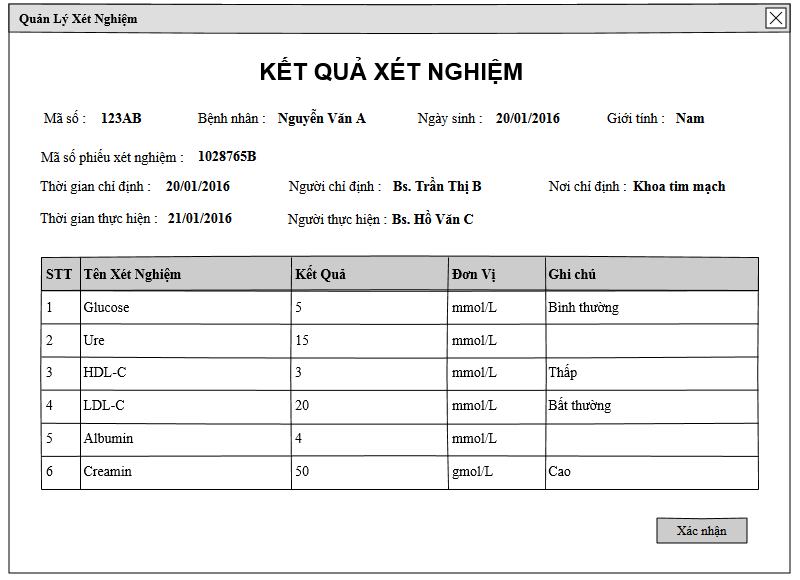 Quản Lý Xét Nghiệm
KẾT QUẢ XÉT NGHIỆM
Mã số : 123AB Bệnh nhân : Nguyễn Văn A Ngày sinh : 20/01/2016 Giới tính : Nam
Mã số phiếu xét nghiệm : 1028765B
Thời gian chỉ định : 20/01/2016 Người chỉ định : Bs. Trần Thị B Nơi chỉ định : Khoa tim mạch
Thời gian thực hiện : 21/01/2016 Người thực hiện : Bs. Hồ Văn C
STT Tên Xét Nghiệm Kết Quả Đơn Vị Ghi chú
1 Glucose 5 mmol/L Bình thường
2 Ure 15 mmol/L
3 HDL-C 3 mmol/L Thấp
4 LDL-C 20 mmol/L Bất thường
5 Albumin 4 mmol/L
6 Creamin 50 gmol/L Cao
Xác nhận